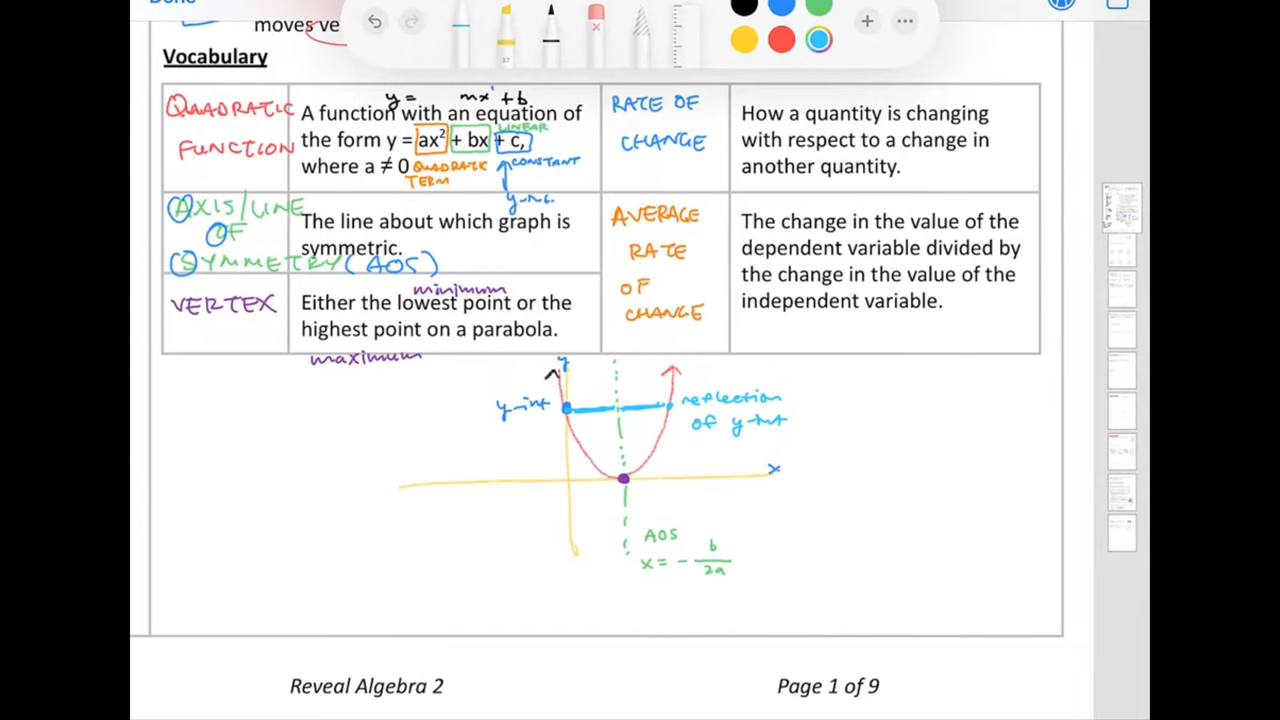 Done
moves ve
Vocabulary
37
QUADRATIC
FUNCTION
y = mx¹ + b
A function with an equation of
LINEAR
the form y = ax² + bx + c,
where a ≠ 0 QUADRATIC
TERM
CONSTANT
y-int
RATE OF
CHANGE
How a quantity is changing
with respect to a change in
another quantity.
AXIS/LINE
OF
SYMMETRY (AOS)
The line about which graph is
symmetric.
AVERAGE
RATE
OF
CHANGE
The change in the value of the
dependent variable divided by
the change in the value of the
independent variable.
VERTEX
minimum
Either the lowest point or the
highest point on a parabola.
maximum
y
y-int
reflection
of y-int
x
AOS
x = - b
2a
Reveal Algebra 2
Page 1 of 9